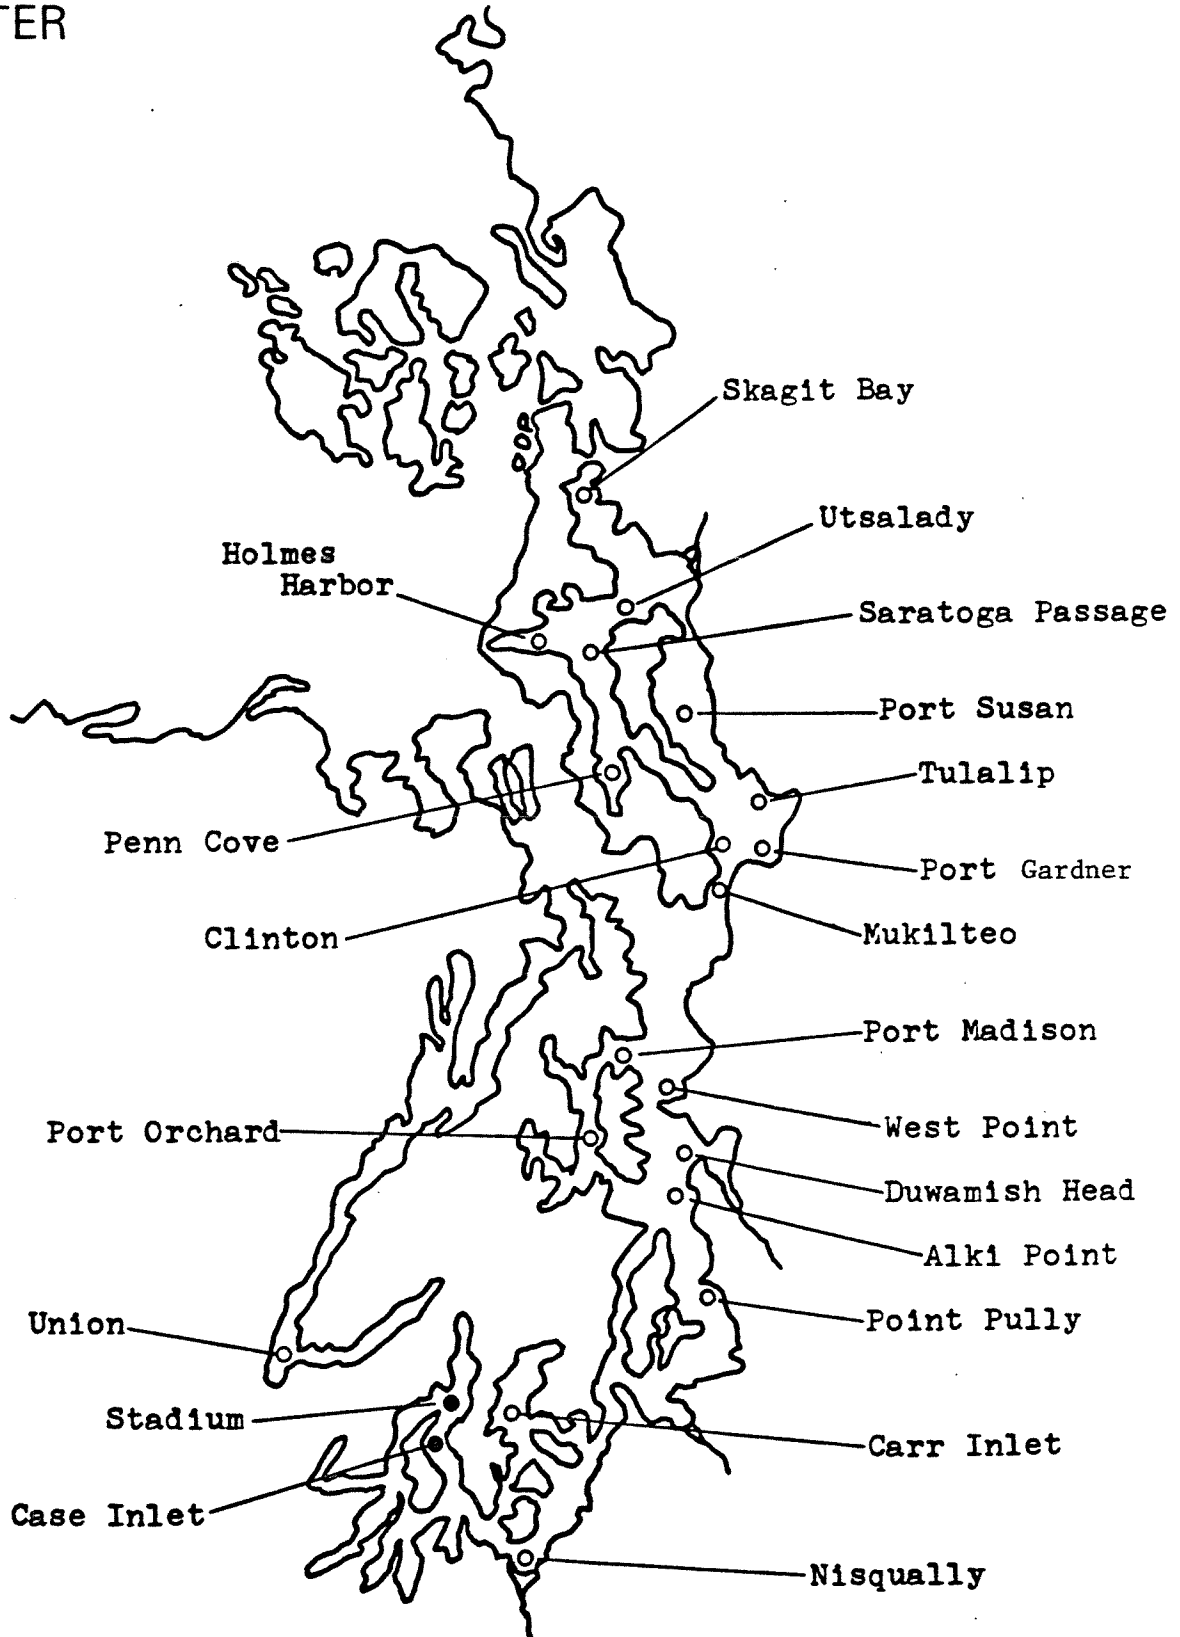 TER
Skagit Bay
Utsalady
Holmes
Harbor
Saratoga Passage
Port Susan
Tulalip
Penn Cove
Port Gardner
Clinton
Mukilteo
Port Madison
Port Orchard
West Point
Duwamish Head
Alki Point
Union
Point Pully
Stadium
Carr Inlet
Case Inlet
Nisqually